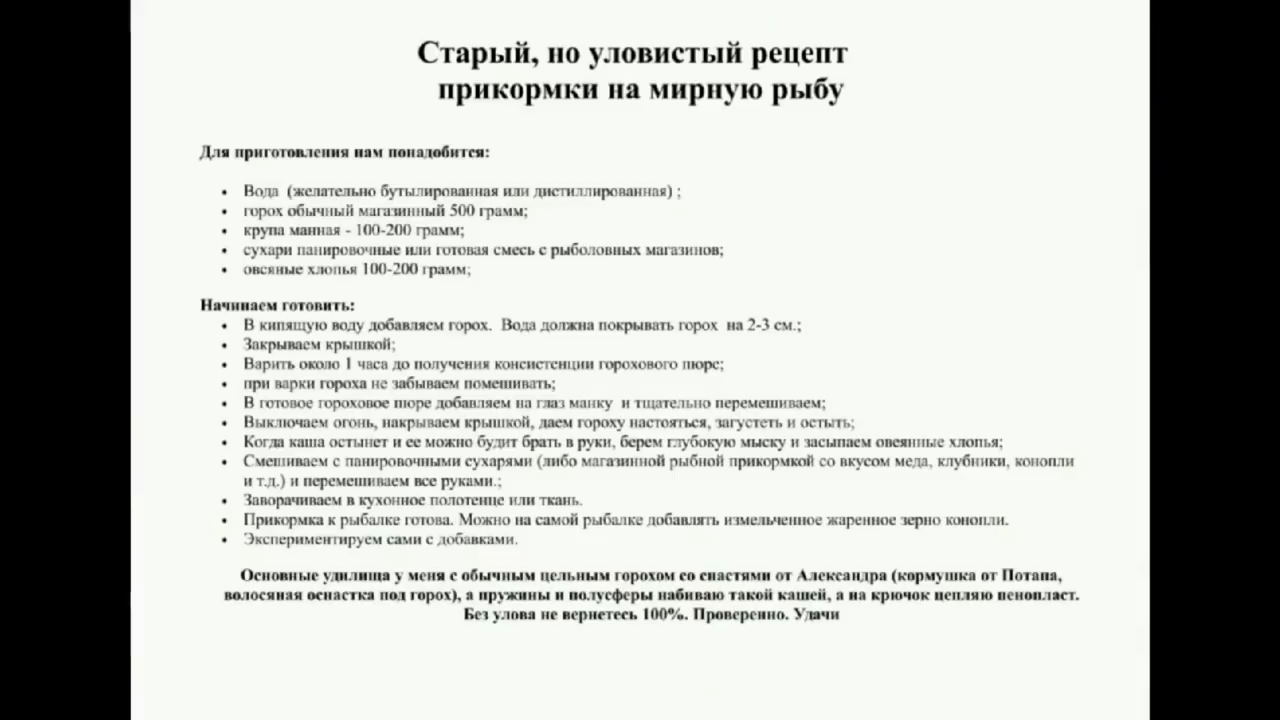 Старый, но уловистый рецепт
прикормки на мирную рыбу
Для приготовления нам понадобится:
• Вода (желательно бутылированная или дистиллированная) ;
• горох обычный магазинный 500 грамм;
• крупа манная - 100-200 грамм;
• сухари панировочные или готовая смесь с рыболовных магазинов;
• овсяные хлопья 100-200 грамм;
Начинаем готовить:
• В кипящую воду добавляем горох. Вода должна покрывать горох на 2-3 см.;
• Закрываем крышкой;
• Варить около 1 часа до получения консистенции горохового пюре;
• при варки гороха не забываем помешивать;
• В готовое гороховое пюре добавляем на глаз манку и тщательно перемешиваем;
• Выключаем огонь, накрываем крышкой, даем гороху настояться, загустеть и остыть;
• Когда каша остынет и ее можно будит брать в руки, берем глубокую мыску и засыпаем овеянные хлопья;
• Смешиваем с панировочными сухарями (либо магазинной рыбной прикормкой со вкусом меда, клубники, конопли
и т.д.) и перемешиваем все руками.;
• Заворачиваем в кухонное полотенце или ткань.
• Прикормка к рыбалке готова. Можно на самой рыбалке добавлять измельченное жаренное зерно конопли.
• Экспериментируем сами с добавками.
Основные удилища у меня с обычным цельным горохом со снастями от Александра (кормушка от Потапа,
волосяная оснастка под горох), а пружины и полусферы набиваю такой кашей, а на крючок цепляю пенопласт.
Без улова не вернетесь 100%. Проверенно. Удачи